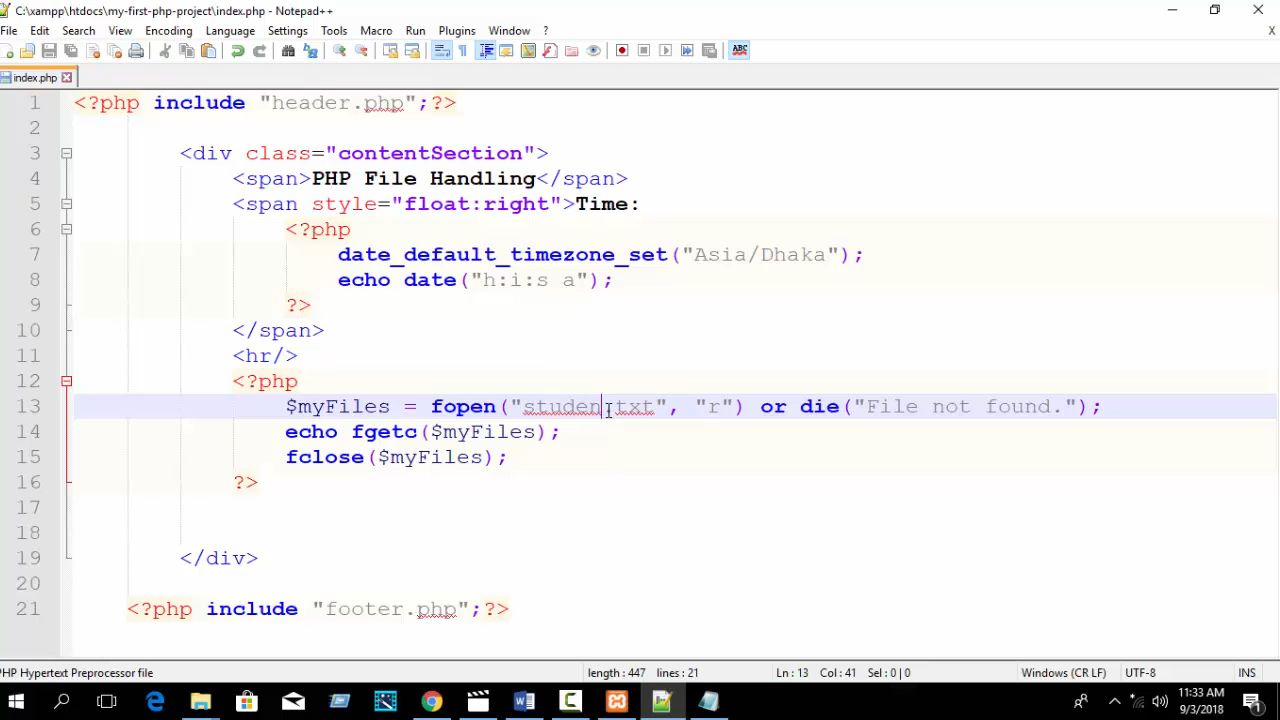 C:\xampp\htdocs\my-first-php-project\index.php - Notepad++
File Edit Search View Encoding Language Settings Tools Macro Run Plugins Window ? X
ABC
index.php
1 <?php include "header.php";?>
2
3 <div class="contentSection">
4 <span>PHP File Handling</span>
5 <span style="float:right">Time:
6 <?php
7 date_default_timezone_set("Asia/Dhaka");
8 echo date("h:i:s a");
9 ?>
10 </span>
11 <hr/>
12 <?php
13 $myFiles = fopen("studen.txt", "r") or die("File not found.");
14 echo fgetc($myFiles);
15 fclose($myFiles);
16 ?>
17
18
19 </div>
20
21 <?php include "footer.php";?>
PHP Hypertext Preprocessor file length : 447 lines : 21 Ln : 13 Col : 41 Sel : 0 | 0 Windows (CR LF) UTF-8 INS
11:33 AM
9/3/2018